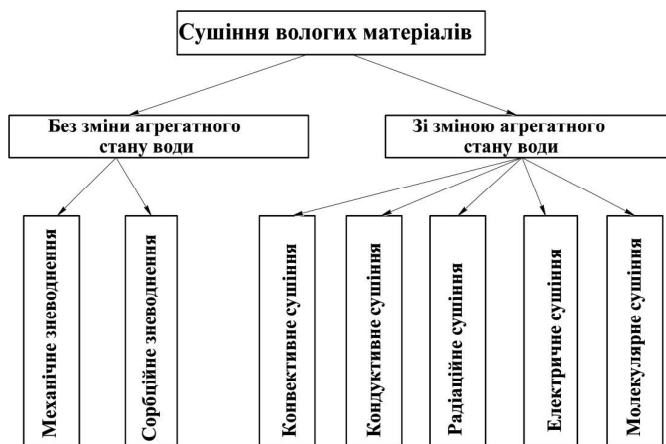 Сушіння вологих матеріалів
Без зміни агрегатного
стану води
Зі зміною агрегатного
стану води
Механічне зневоднення
Сорбційне зневоднення
Конвективне сушіння
Кондуктивне сушіння
Радіаційне сушіння
Електричне сушіння
Молекулярне сушіння